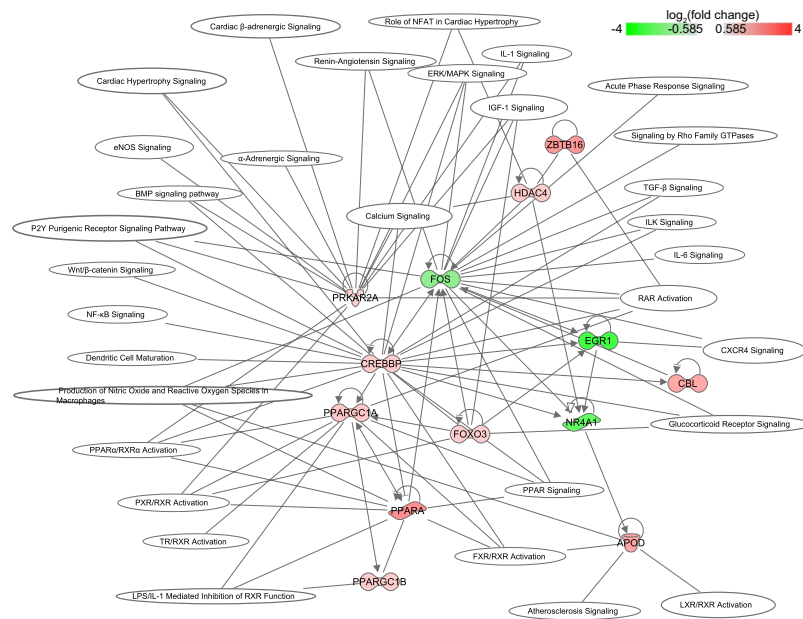 log2(fold change)
-4 -0.585 0.585 4
Cardiac β-adrenergic Signaling
Role of NFAT in Cardiac Hypertrophy
IL-1 Signaling
Renin-Angiotensin Signaling
ERK/MAPK Signaling
Cardiac Hypertrophy Signaling
Acute Phase Response Signaling
IGF-1 Signaling
Signaling by Rho Family GTPases
ZBTB16
eNOS Signaling
α-Adrenergic Signaling
HDAC4
TGF-β Signaling
BMP signaling pathway
Calcium Signaling
ILK Signaling
P2Y Purigenic Receptor Signaling Pathway
IL-6 Signaling
Wnt/β-catenin Signaling
FOS
PRKAR2A
RAR Activation
NF-κB Signaling
EGR1
CXCR4 Signaling
Dendritic Cell Maturation
CREBBP
CBL
Production of Nitric Oxide and Reactive Oxygen Species in
Macrophages
PPARGC1A
NR4A1
Glucocorticoid Receptor Signaling
FOXO3
PPARα/RXRα Activation
PPAR Signaling
PXR/RXR Activation
PPARA
TR/RXR Activation
APOD
FXR/RXR Activation
PPARGC1B
LPS/IL-1 Mediated Inhibition of RXR Function
LXR/RXR Activation
Atherosclerosis Signaling